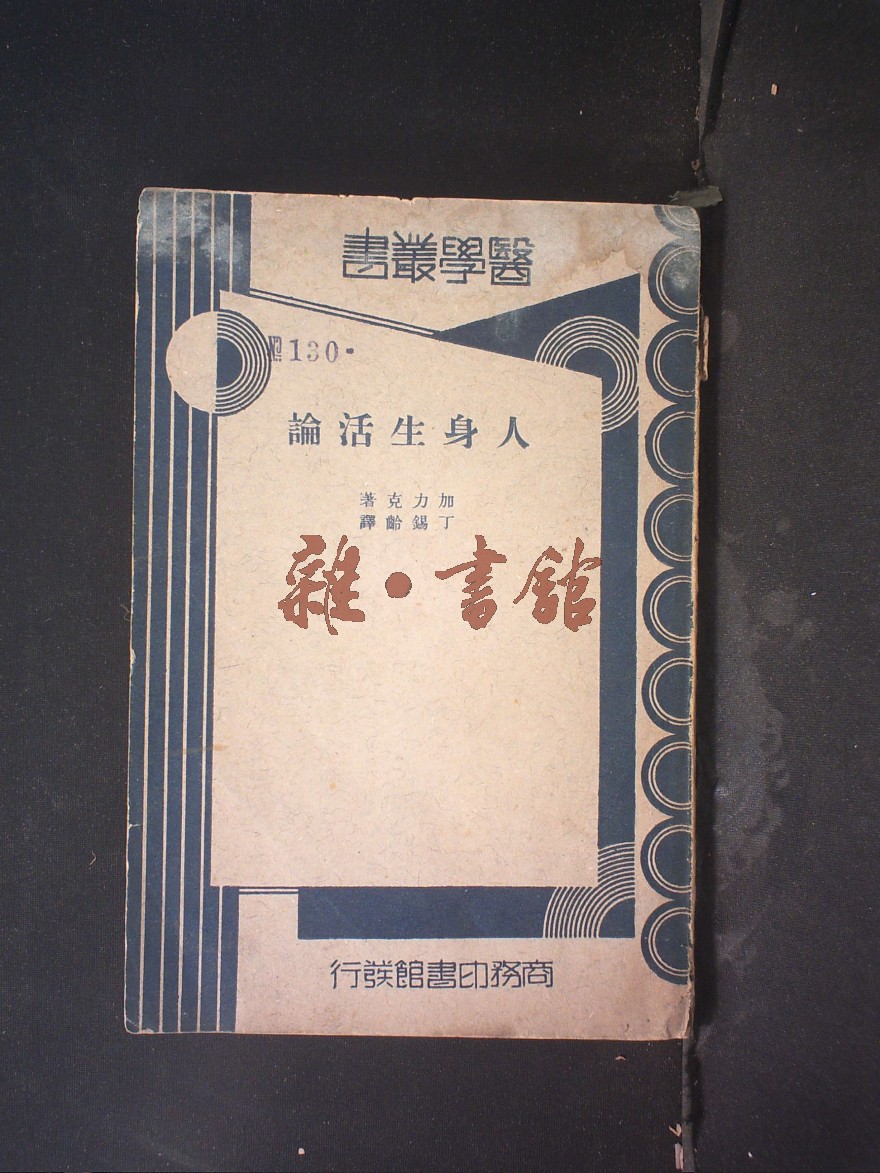 醫學叢書
№130
人身生活論
加力克著
丁錫齡譯
雜·書館
商務印書館發行